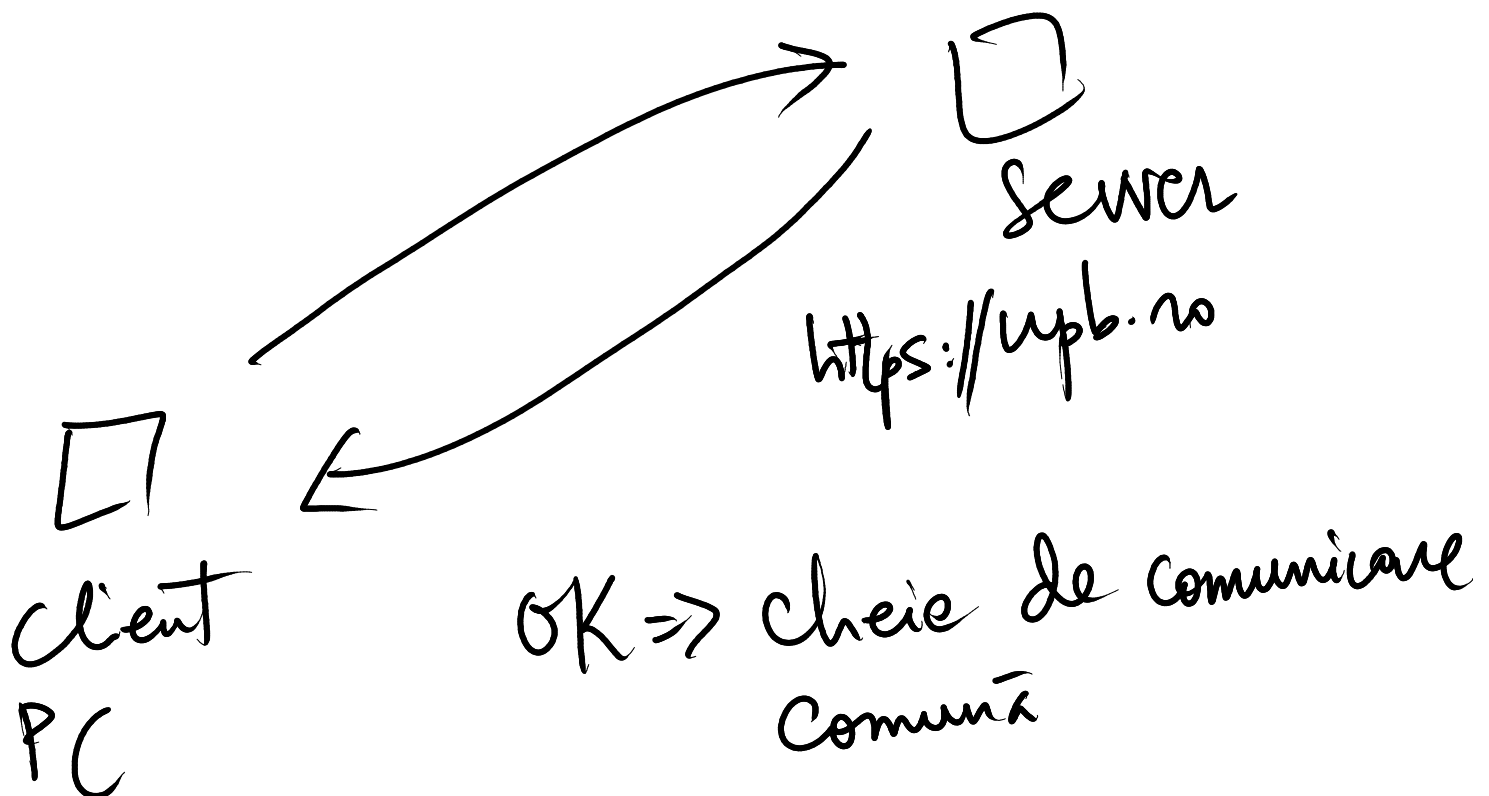 Server
https://upb.ro
Client
PC
OK => Cheie de comunicare
comună